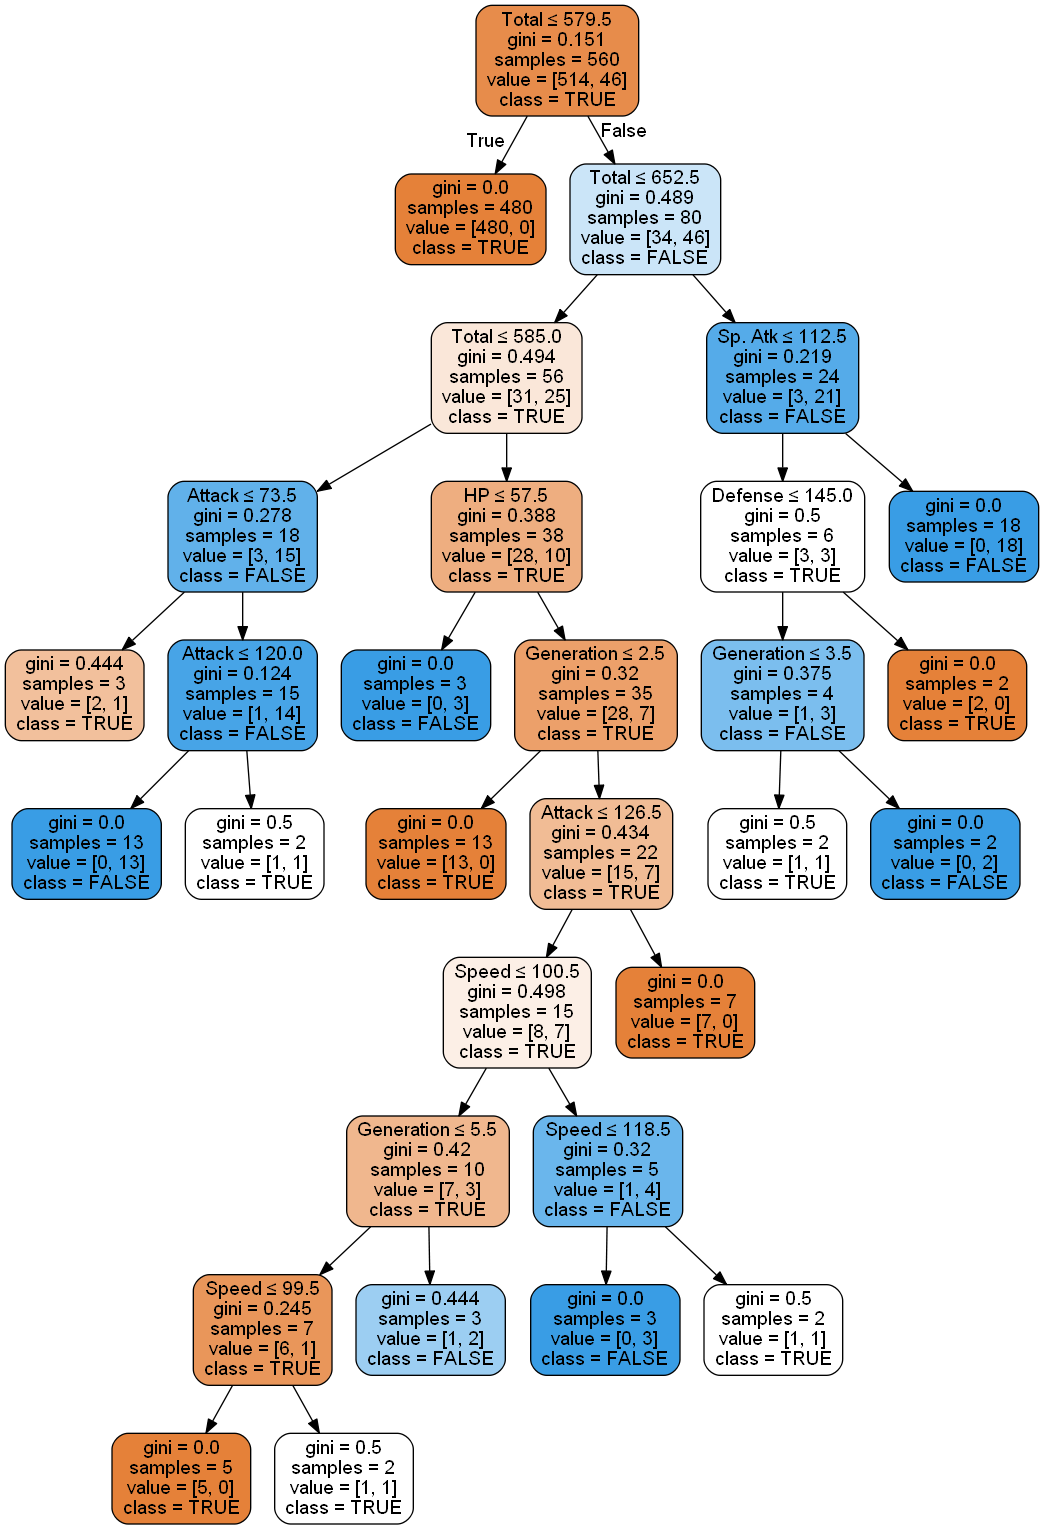 Total ≤ 579.5
gini = 0.151
samples = 560
value = [514, 46]
class = TRUE
True
False
gini = 0.0
samples = 480
value = [480, 0]
class = TRUE
Total ≤ 652.5
gini = 0.489
samples = 80
value = [34, 46]
class = FALSE
Total ≤ 585.0
gini = 0.494
samples = 56
value = [31, 25]
class = TRUE
Sp. Atk ≤ 112.5
gini = 0.219
samples = 24
value = [3, 21]
class = FALSE
Attack ≤ 73.5
gini = 0.278
samples = 18
value = [3, 15]
class = FALSE
HP ≤ 57.5
gini = 0.388
samples = 38
value = [28, 10]
class = TRUE
Defense ≤ 145.0
gini = 0.5
samples = 6
value = [3, 3]
class = TRUE
gini = 0.0
samples = 18
value = [0, 18]
class = FALSE
gini = 0.444
samples = 3
value = [2, 1]
class = TRUE
Attack ≤ 120.0
gini = 0.124
samples = 15
value = [1, 14]
class = FALSE
gini = 0.0
samples = 3
value = [0, 3]
class = FALSE
Generation ≤ 2.5
gini = 0.32
samples = 35
value = [28, 7]
class = TRUE
Generation ≤ 3.5
gini = 0.375
samples = 4
value = [1, 3]
class = FALSE
gini = 0.0
samples = 2
value = [2, 0]
class = TRUE
gini = 0.0
samples = 13
value = [0, 13]
class = FALSE
gini = 0.5
samples = 2
value = [1, 1]
class = TRUE
gini = 0.0
samples = 13
value = [13, 0]
class = TRUE
Attack ≤ 126.5
gini = 0.434
samples = 22
value = [15, 7]
class = TRUE
gini = 0.5
samples = 2
value = [1, 1]
class = TRUE
gini = 0.0
samples = 2
value = [0, 2]
class = FALSE
Speed ≤ 100.5
gini = 0.498
samples = 15
value = [8, 7]
class = TRUE
gini = 0.0
samples = 7
value = [7, 0]
class = TRUE
Generation ≤ 5.5
gini = 0.42
samples = 10
value = [7, 3]
class = TRUE
Speed ≤ 118.5
gini = 0.32
samples = 5
value = [1, 4]
class = FALSE
Speed ≤ 99.5
gini = 0.245
samples = 7
value = [6, 1]
class = TRUE
gini = 0.444
samples = 3
value = [1, 2]
class = FALSE
gini = 0.0
samples = 3
value = [0, 3]
class = FALSE
gini = 0.5
samples = 2
value = [1, 1]
class = TRUE
gini = 0.0
samples = 5
value = [5, 0]
class = TRUE
gini = 0.5
samples = 2
value = [1, 1]
class = TRUE